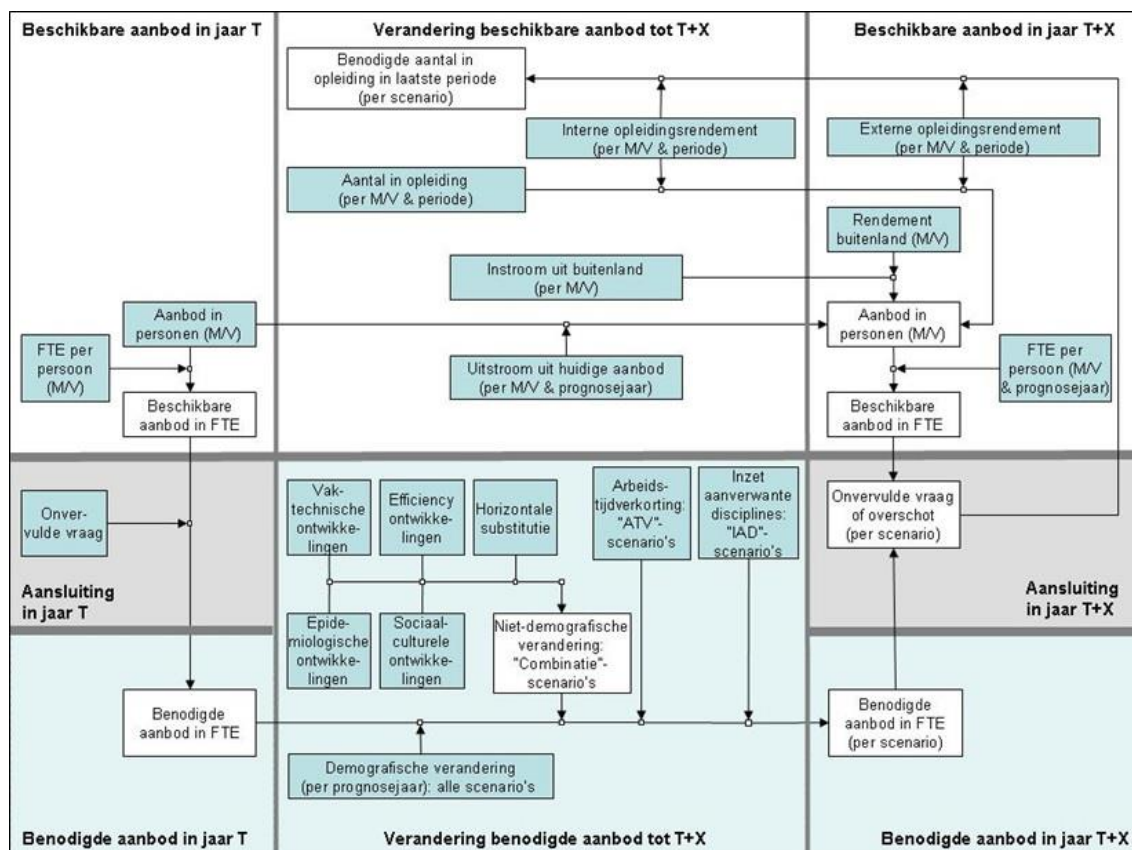 Beschikbare aanbod in jaar T
Verandering beschikbare aanbod tot T+X
Beschikbare aanbod in jaar T+X
Benodigde aantal in
opleiding in laatste periode
(per scenario)
Interne opleidingsrendement
(per M/V & periode)
Externe opleidingsrendement
(per M/V & periode)
Aantal in opleiding
(per M/V & periode)
Rendement
buitenland (M/V)
Instroom uit buitenland
(per M/V)
Aanbod in
personen (M/V)
Aanbod in
personen (M/V)
FTE per
persoon
(M/V)
Uitstroom uit huidige aanbod
(per M/V & prognosejaar)
FTE per
persoon (M/V
& prognosejaar)
Beschikbare
aanbod in FTE
Beschikbare
aanbod in FTE
Onver-
vulde vraag
Vak-
technische
ontwikke-
lingen
Efficiency
ontwikke-
lingen
Horizontale
substitutie
Arbeids-
tijdverkorting:
"ATV"-
scenario's
Inzet
aanverwante
disciplines:
"IAD"-
scenario's
Onvervulde vraag
of overschot
(per scenario)
Aansluiting
in jaar T
Aansluiting
in jaar T+X
Epide-
miologische
ontwikke-
lingen
Sociaal-
culturele
ontwikke-
lingen
Niet-demografische
verandering:
"Combinatie"-
scenario's
Benodigde
aanbod in FTE
Benodigde
aanbod in FTE
(per scenario)
Demografische verandering
(per prognosejaar): alle scenario's
Benodigde aanbod in jaar T
Verandering benodigde aanbod tot T+X
Benodigde aanbod in jaar T+X